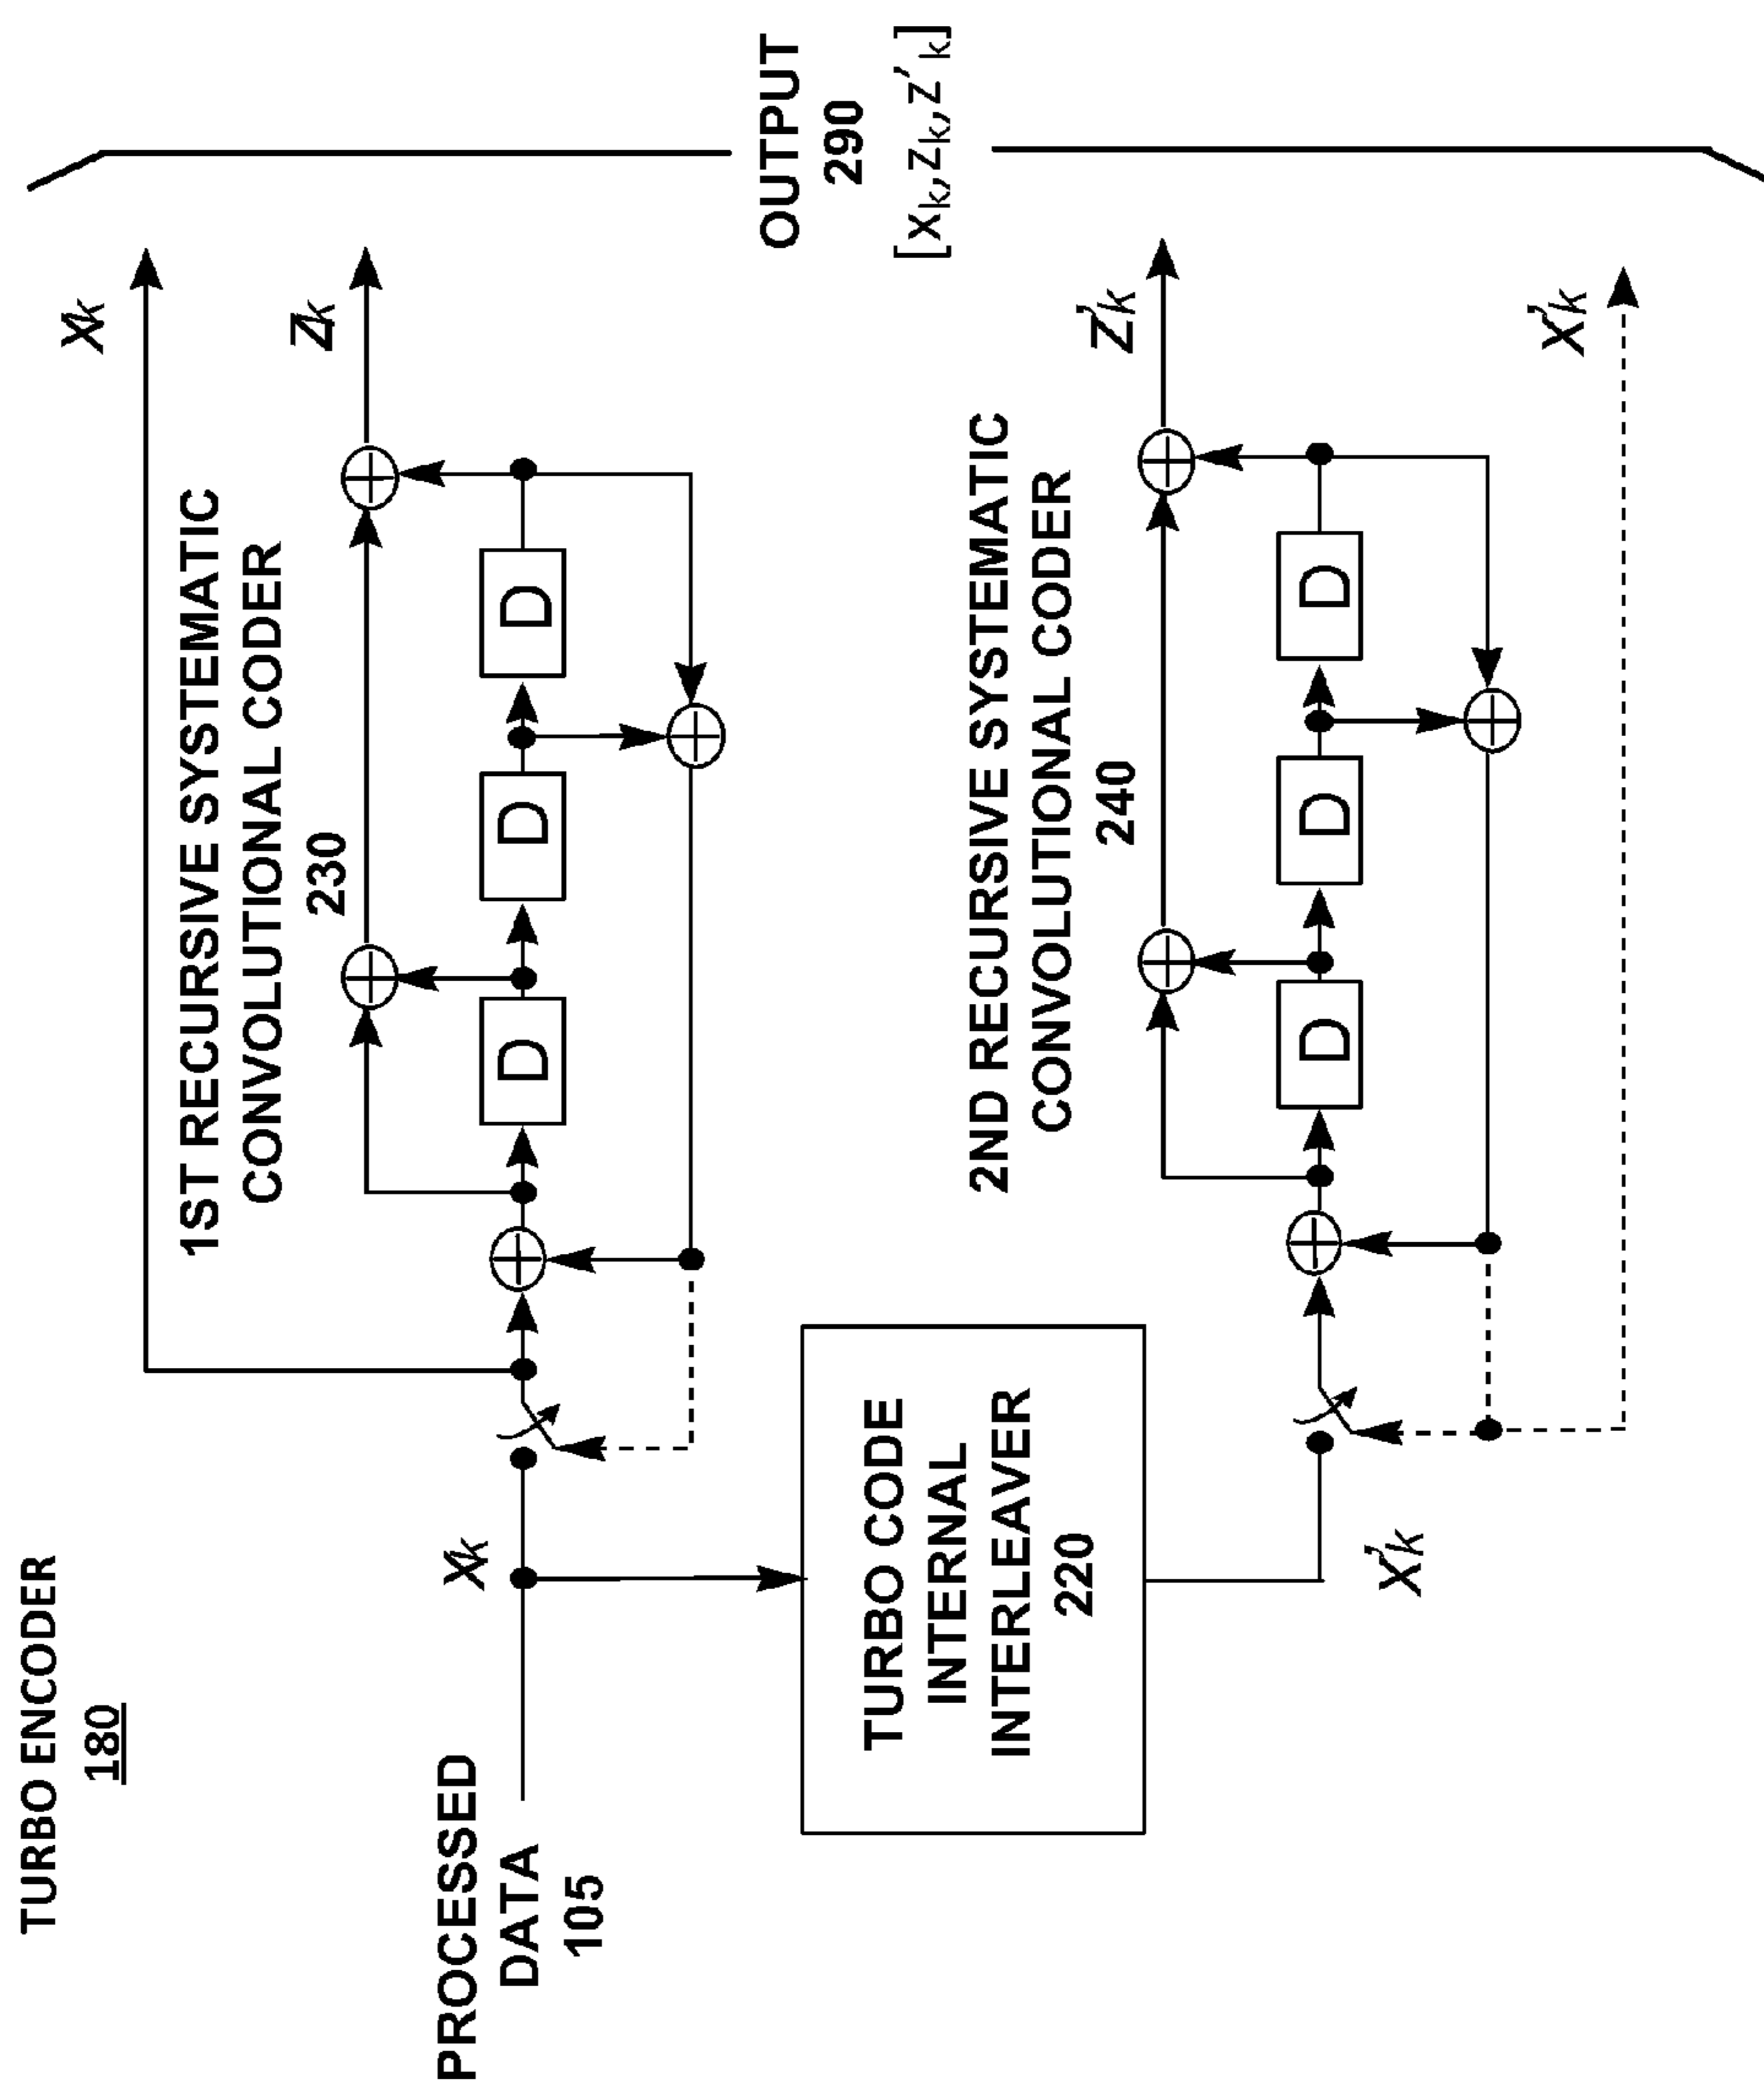 TURBO ENCODER
180
Xk
1ST RECURSIVE SYSTEMATIC
CONVOLUTIONAL CODER
230
Zk
D
D
D
Xk
PROCESSED
DATA
105
OUTPUT
290
[Xk,Zk,Z'k]
TURBO CODE
INTERNAL
INTERLEAVER
220
2ND RECURSIVE SYSTEMATIC
CONVOLUTIONAL CODER
240
Z'k
D
D
D
X'k
X'k